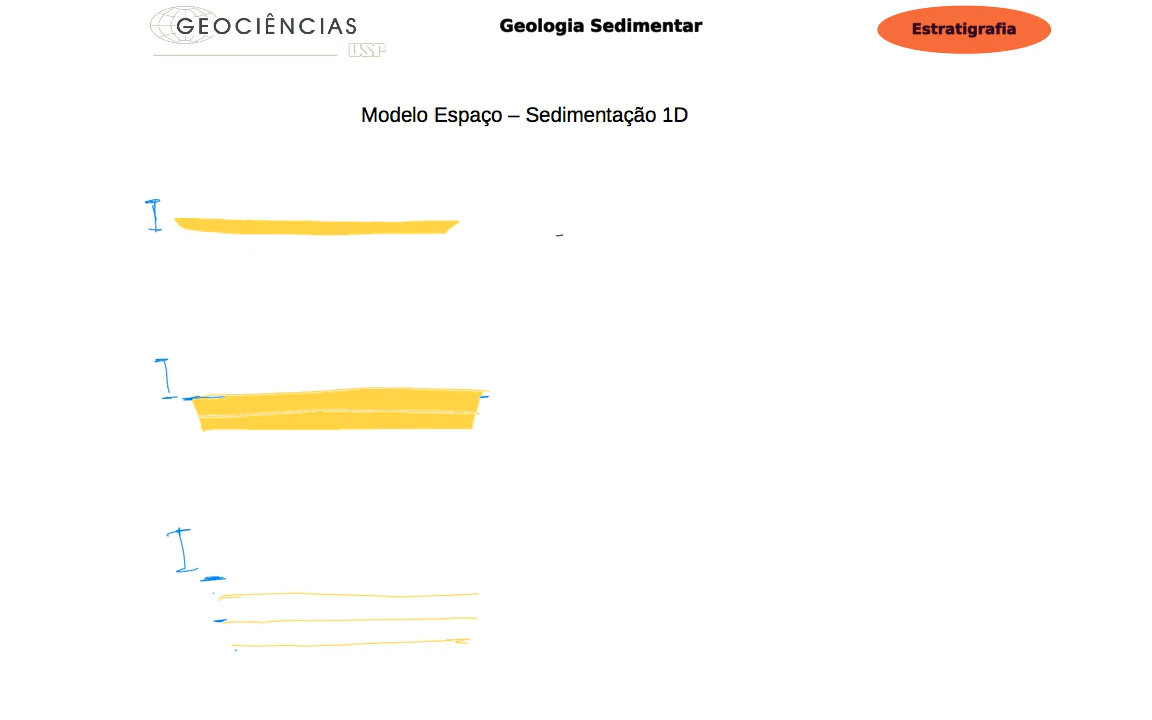 GEOCIÊNCIAS
USP
Geologia Sedimentar
Estratigrafia
Modelo Espaço – Sedimentação 1D